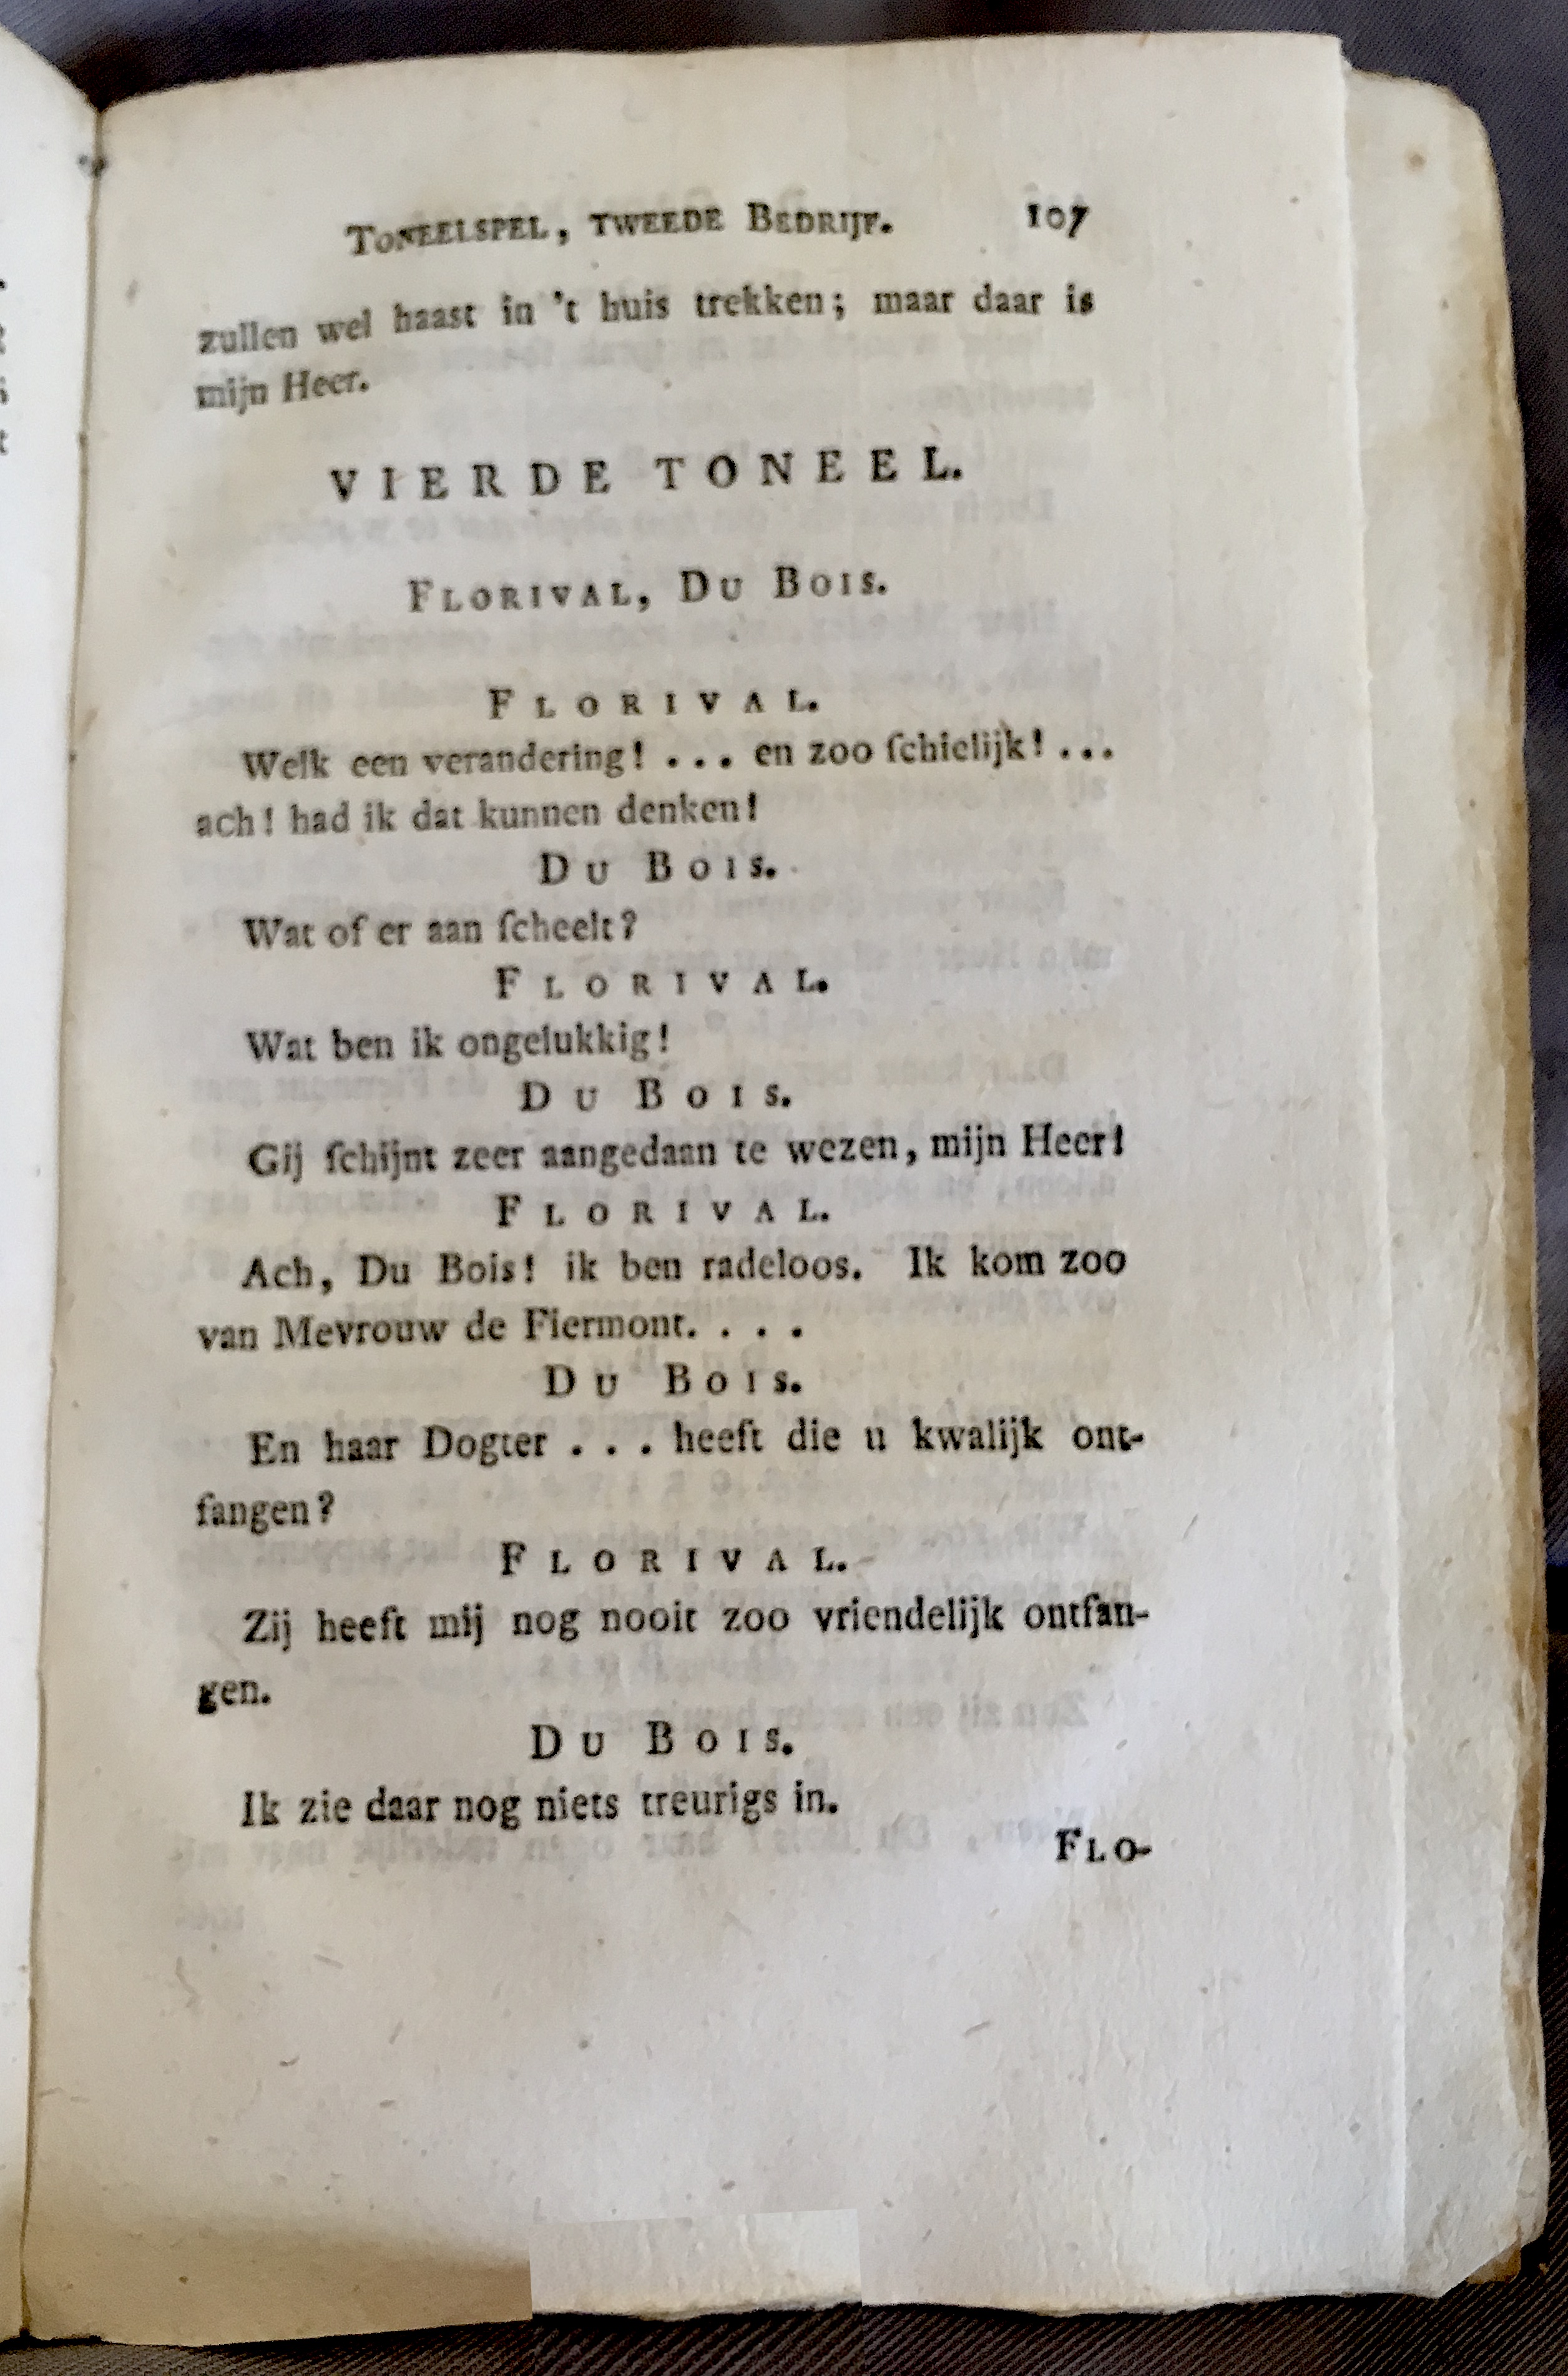 TONEELSPEL, TWEEDE BEDRIJF. 107
zullen wel haast in 't huis trekken; maar daar is
mijn Heer.
VIERDE TONEEL.
FLORIVAL, DU BOIS.
FLORIVAL.
Welk een verandering! ... en zoo ſchielijk! ...
ach! had ik dat kunnen denken!
DU BOIS.
Wat of er aan ſcheelt?
FLORIVAL.
Wat ben ik ongelukkig!
DU BOIS.
Gij ſchijnt zeer aangedaan te wezen, mijn Heer!
FLORIVAL.
Ach, Du Bois! ik ben radeloos. Ik kom zoo
van Mevrouw de Fiermont. . . .
DU BOIS.
En haar Dogter . . . heeft die u kwalijk ont-
fangen?
FLORIVAL.
Zij heeft mij nog nooit zoo vriendelijk ontfan-
gen.
DU BOIS.
Ik zie daar nog niets treurigs in.
FLO-